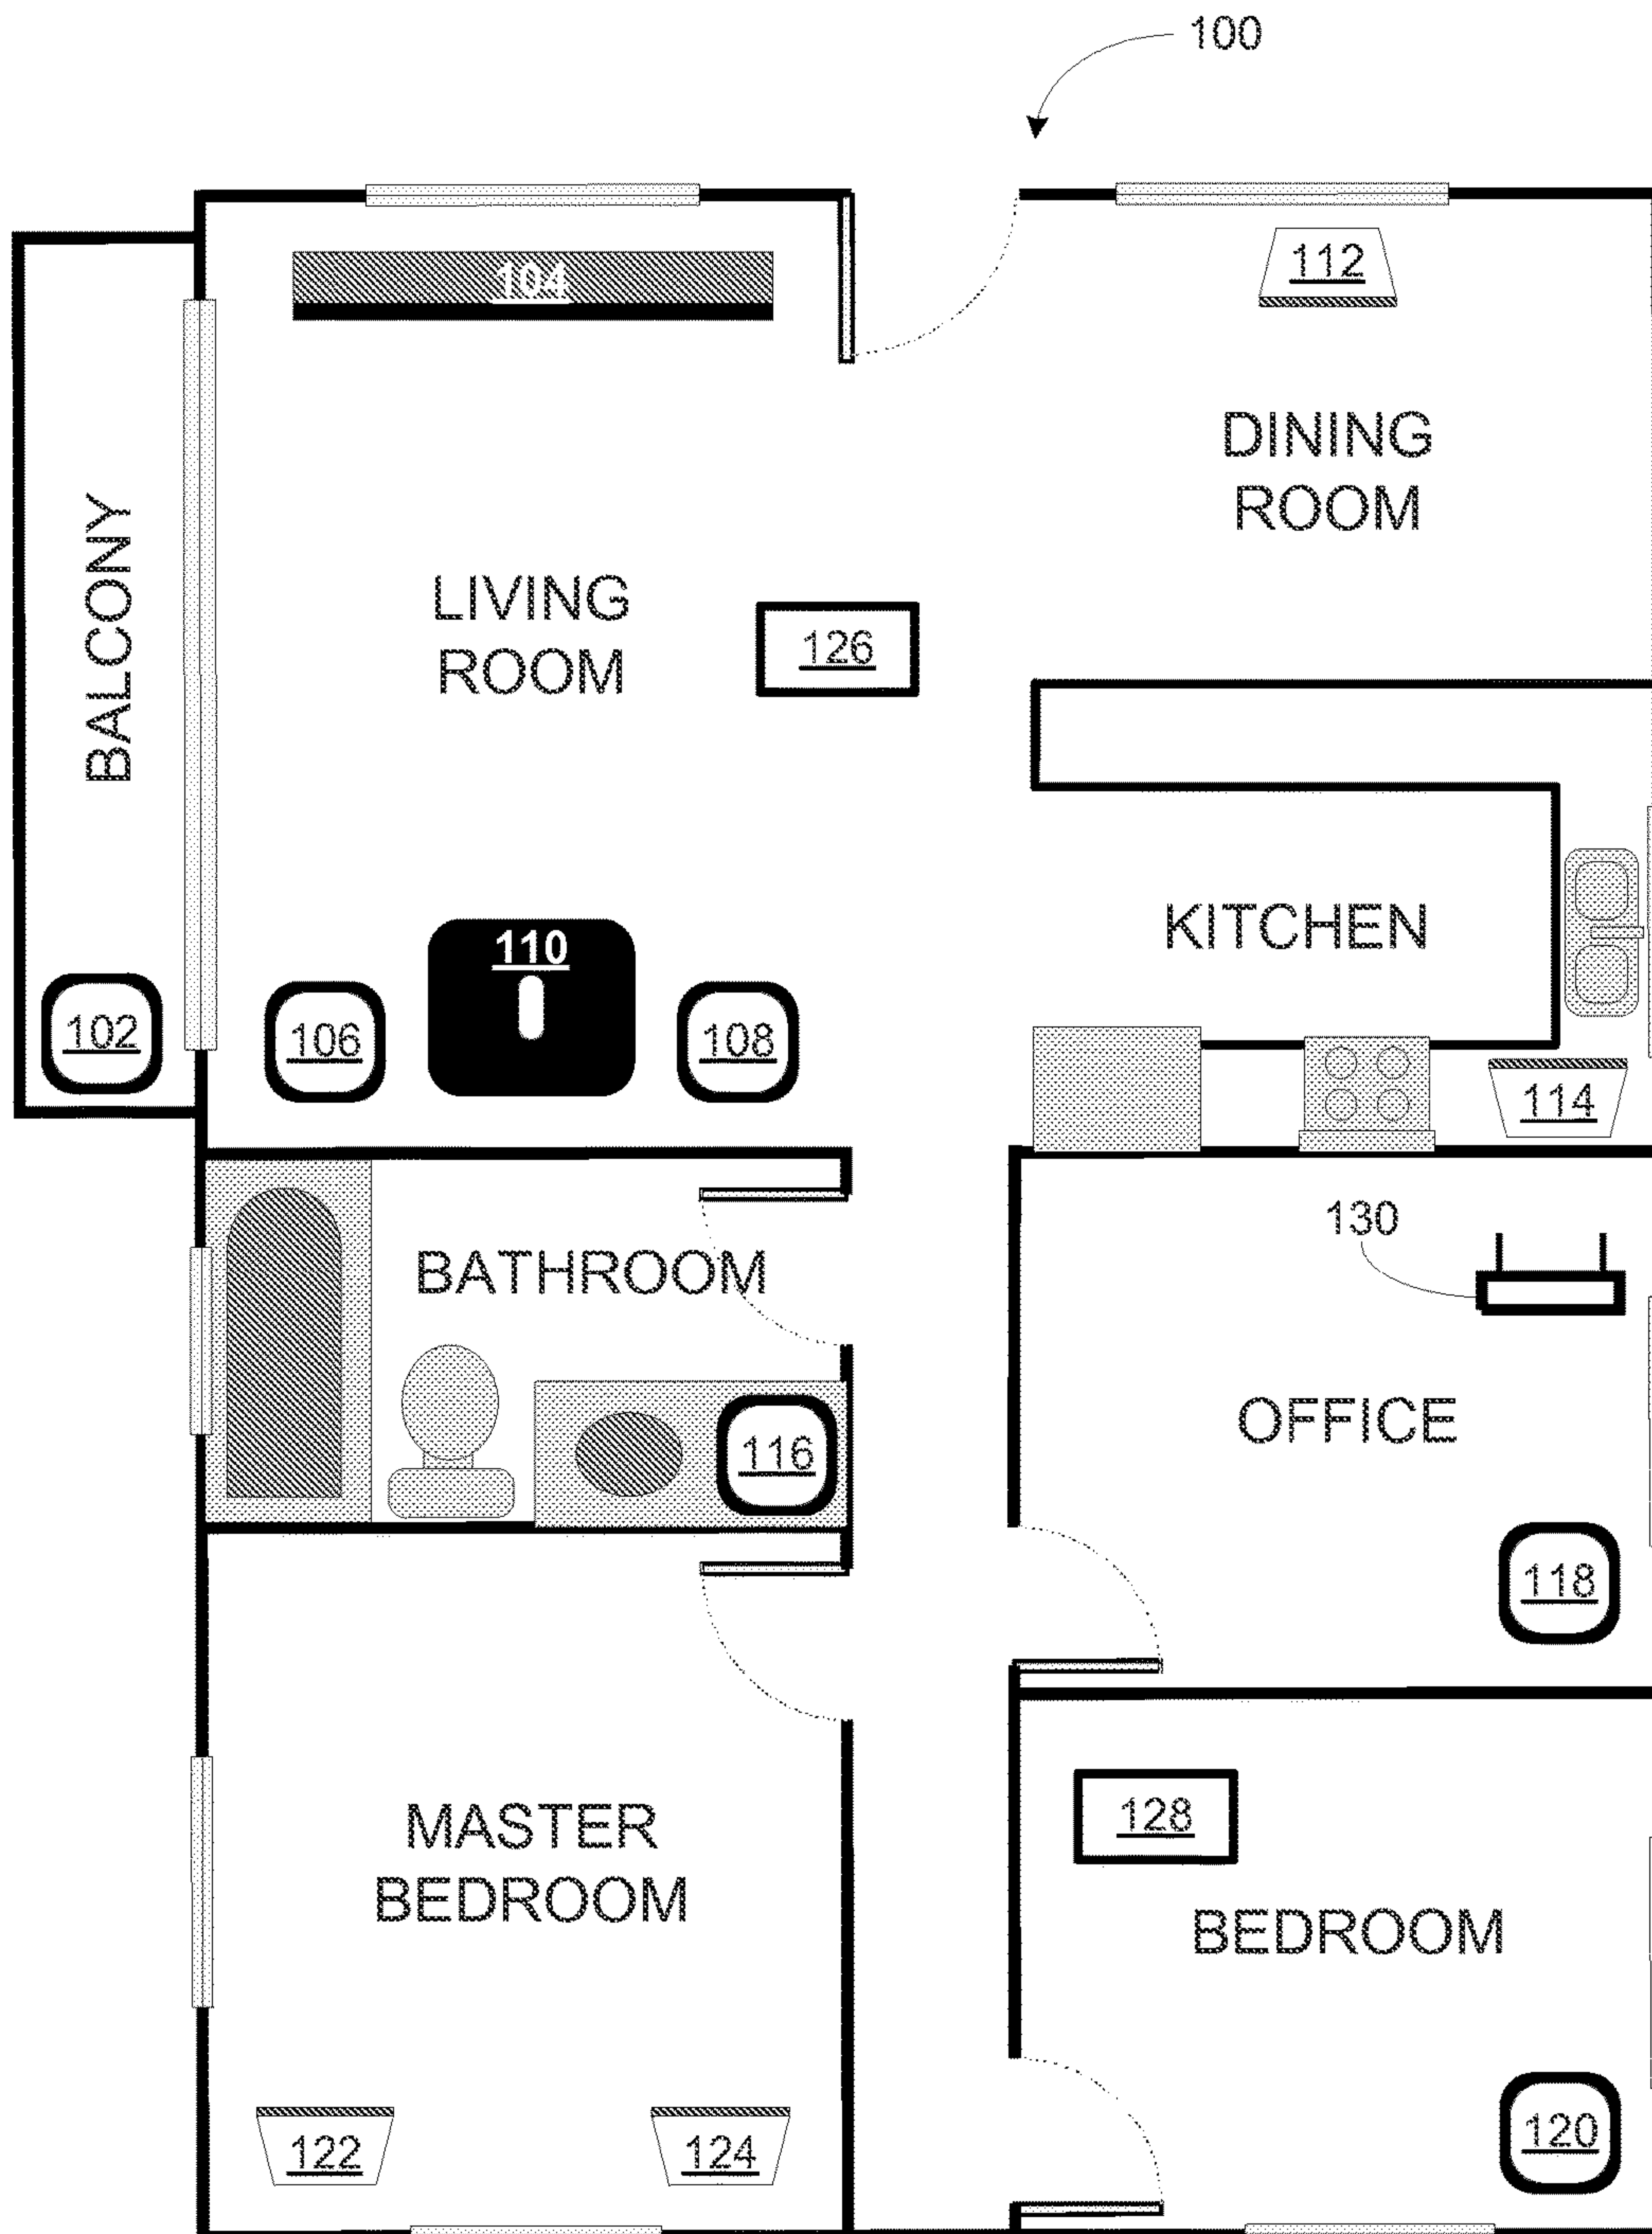 100
104
112
DINING
ROOM
BALCONY
LIVING
ROOM
126
KITCHEN
110
102
106
108
114
130
BATHROOM
OFFICE
116
118
MASTER
BEDROOM
128
BEDROOM
122
124
120